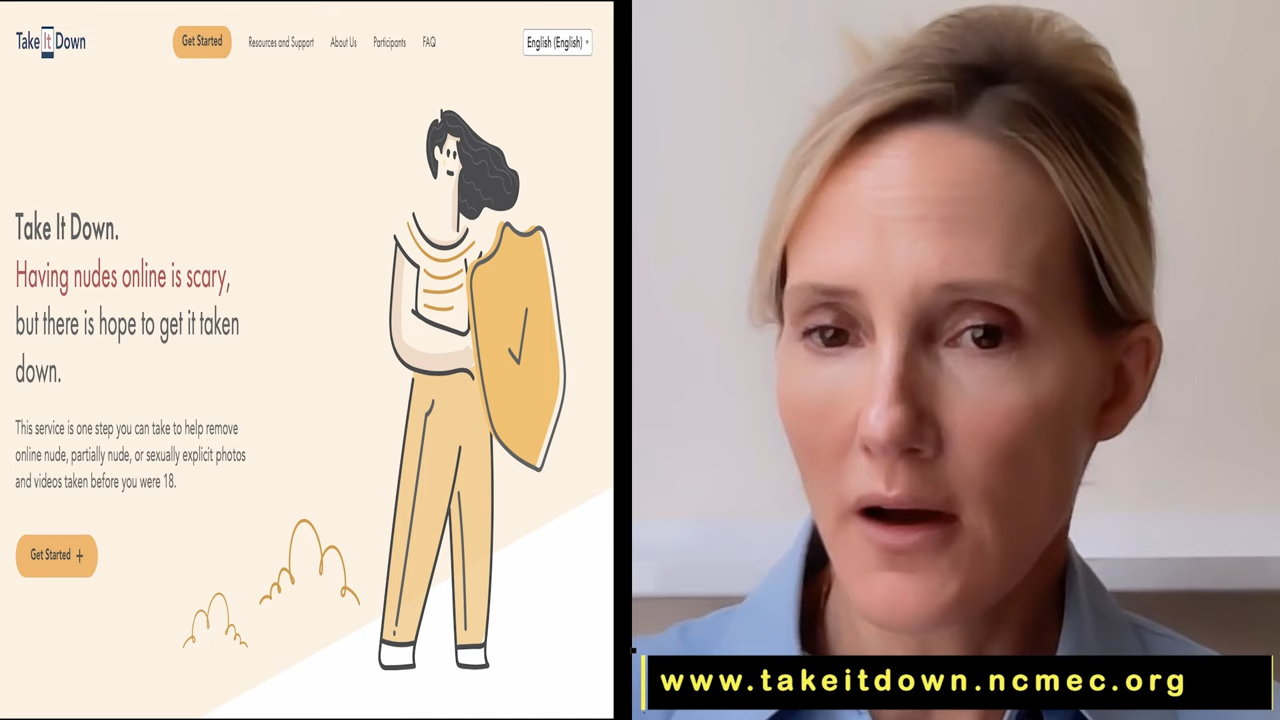 Take It Down
Get Started
Resources and Support
About Us
Participants
FAQ
English (English)
Take It Down.
Having nudes online is scary,
but there is hope to get it taken
down.
This service is one step you can take to help remove
online nude, partially nude, or sexually explicit photos
and videos taken before you were 18.
Get Started +
www.takeitdown.ncmec.org